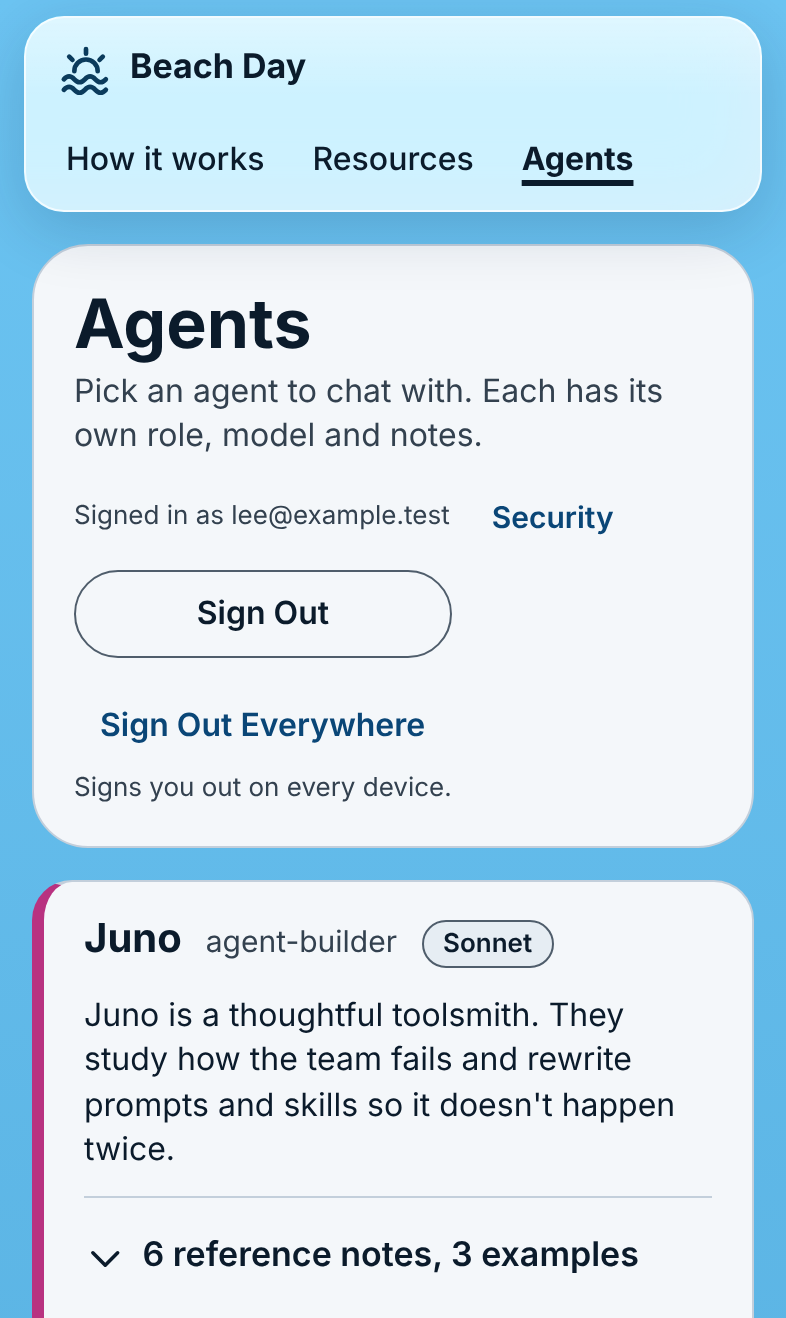 Beach Day
How it works Resources Agents
Agents
Pick an agent to chat with. Each has its
own role, model and notes.
Signed in as lee@example.test Security
Sign Out
Sign Out Everywhere
Signs you out on every device.
Juno agent-builder Sonnet
Juno is a thoughtful toolsmith. They
study how the team fails and rewrite
prompts and skills so it doesn't happen
twice.
6 reference notes, 3 examples